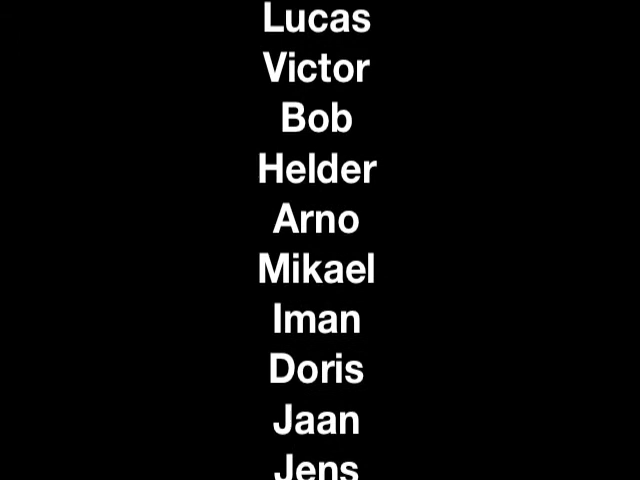 Lucas
Victor
Bob
Helder
Arno
Mikael
Iman
Doris
Jaan
Jens